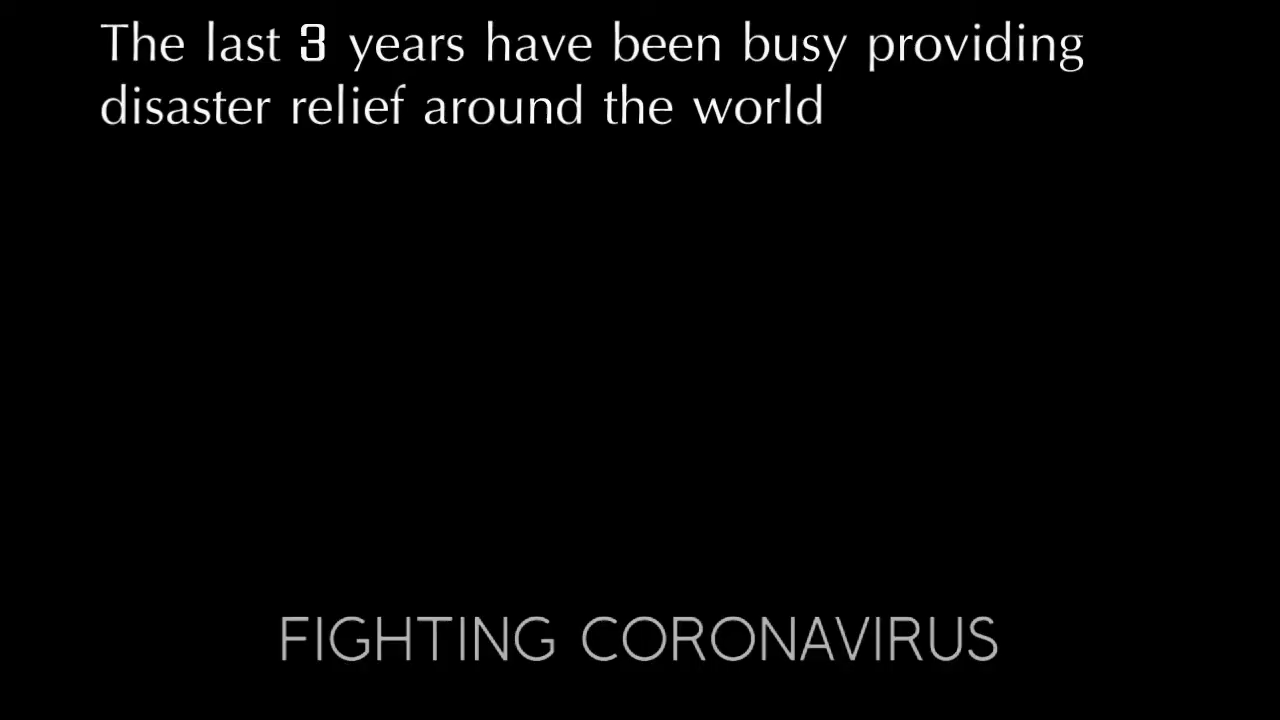 The last 3 years have been busy providing
disaster relief around the world
FIGHTING CORONAVIRUS